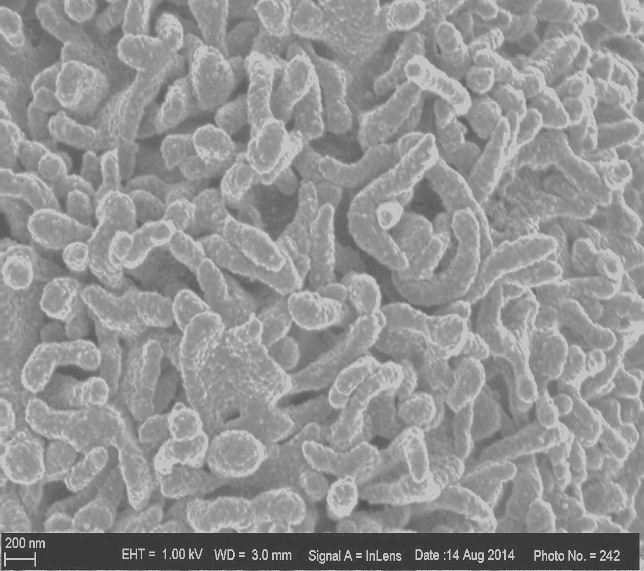 200 nm
EHT = 1.00 kV WD = 3.0 mm Signal A = InLens Date :14 Aug 2014 Photo No. = 242